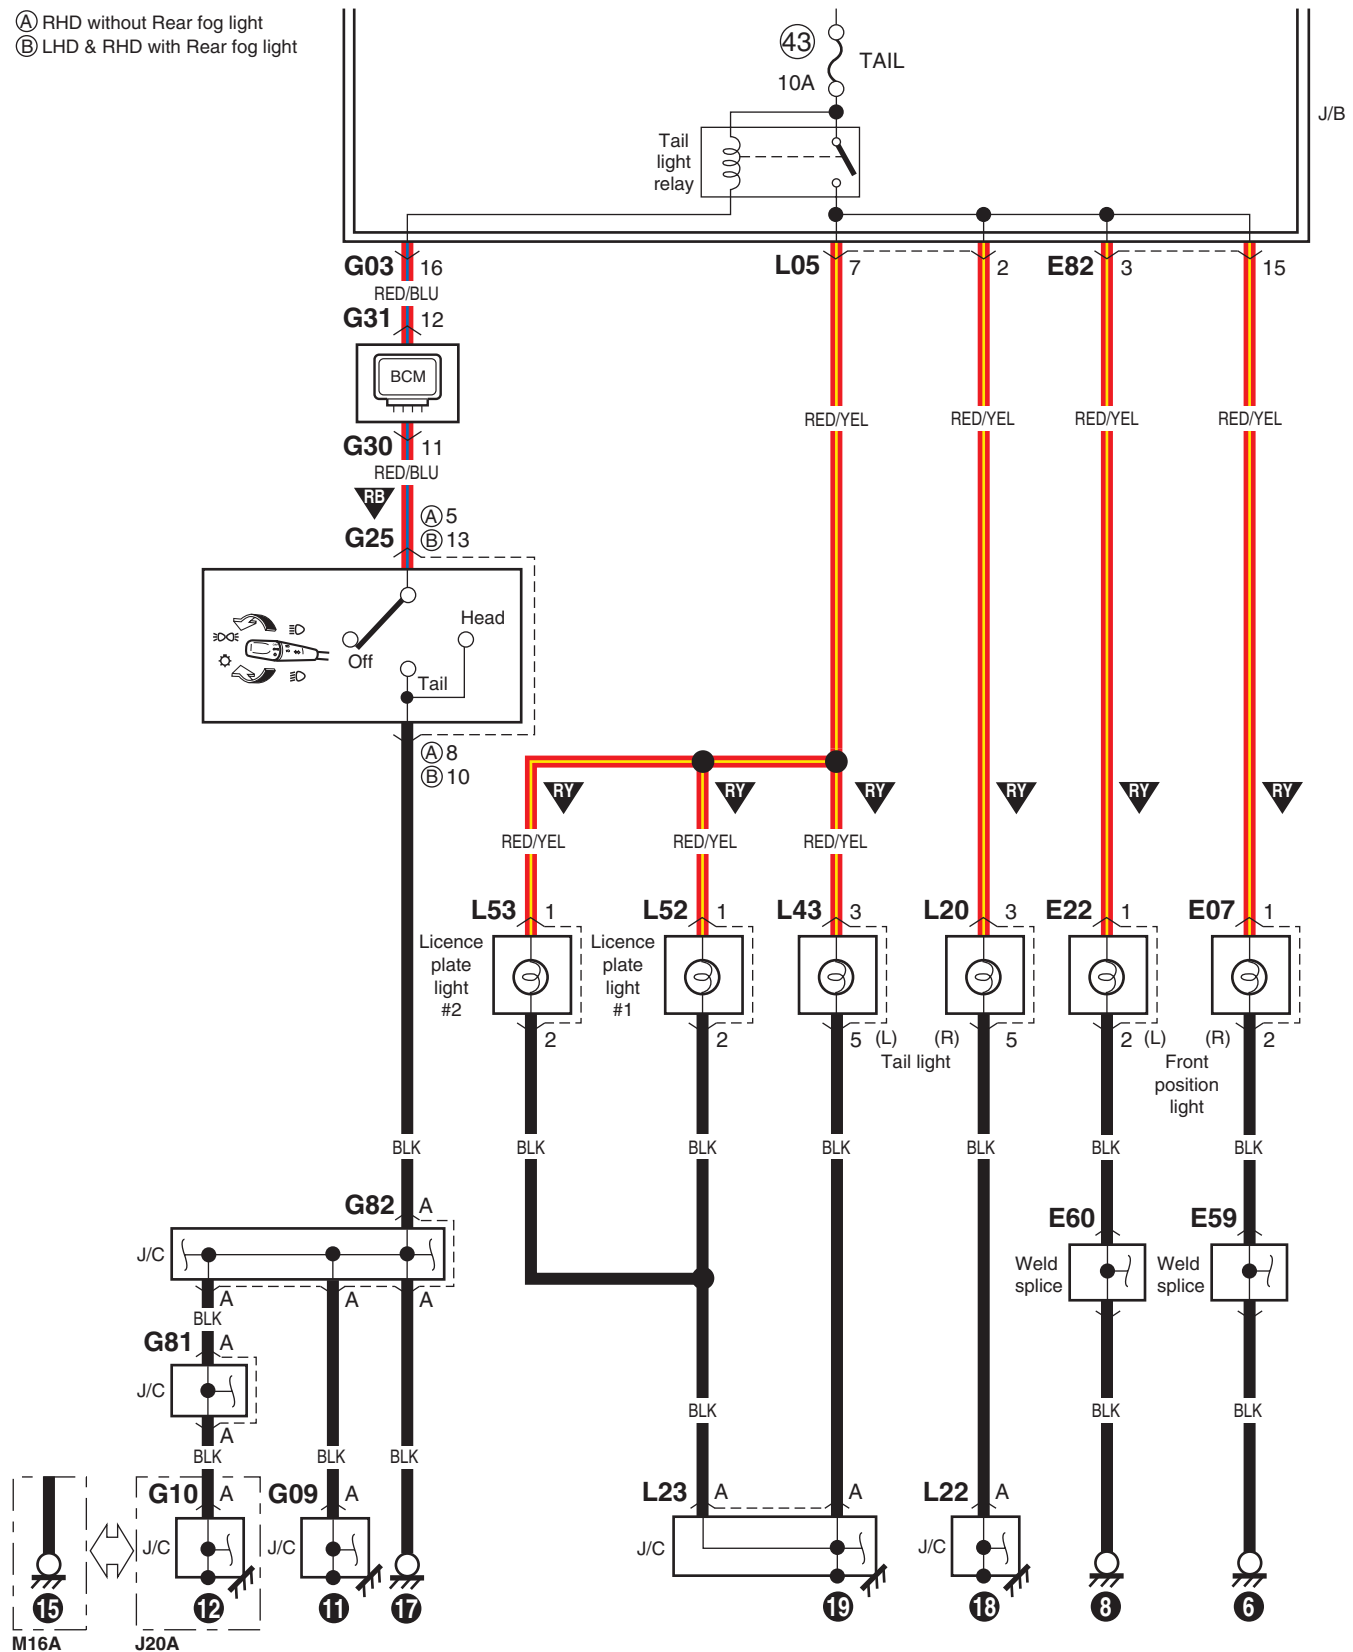 Ⓐ RHD without Rear fog light
Ⓑ LHD & RHD with Rear fog light
43
TAIL
10A
J/B
Tail
light
relay
G03 16
L05 7
2
E82 3
15
RED/BLU
G31 12
BCM
RED/YEL
RED/YEL
RED/YEL
RED/YEL
G30 11
RED/BLU
RB
Ⓐ 5
G25 Ⓑ 13
Head
Off
Tail
Ⓐ 8
Ⓑ 10
RY
RY
RY
RY
RY
RY
RED/YEL
RED/YEL
RED/YEL
L53 1
L52 1
L43 3
L20 3
E22 1
E07 1
Licence
plate
light
#2
Licence
plate
light
#1
2
2
5 (L)
(R) 5
2 (L)
(R) 2
Tail light
Front
position
light
BLK
BLK
BLK
BLK
BLK
BLK
BLK
G82 A
E60
E59
J/C
Weld
splice
Weld
splice
A
A
A
BLK
G81 A
J/C
A
BLK
BLK
BLK
BLK
BLK
BLK
G10 A
G09 A
L23 A
A
L22 A
J/C
J/C
J/C
J/C
15
12
11
17
19
18
8
6
M16A
J20A